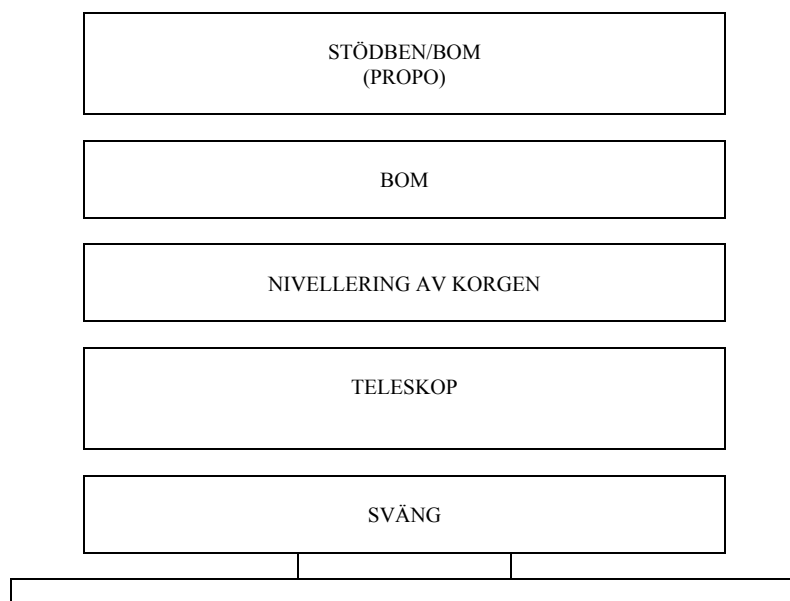 STÖDBEN/BOM
(PROPO)
BOM
NIVELLERING AV KORGEN
TELESKOP
SVÄNG